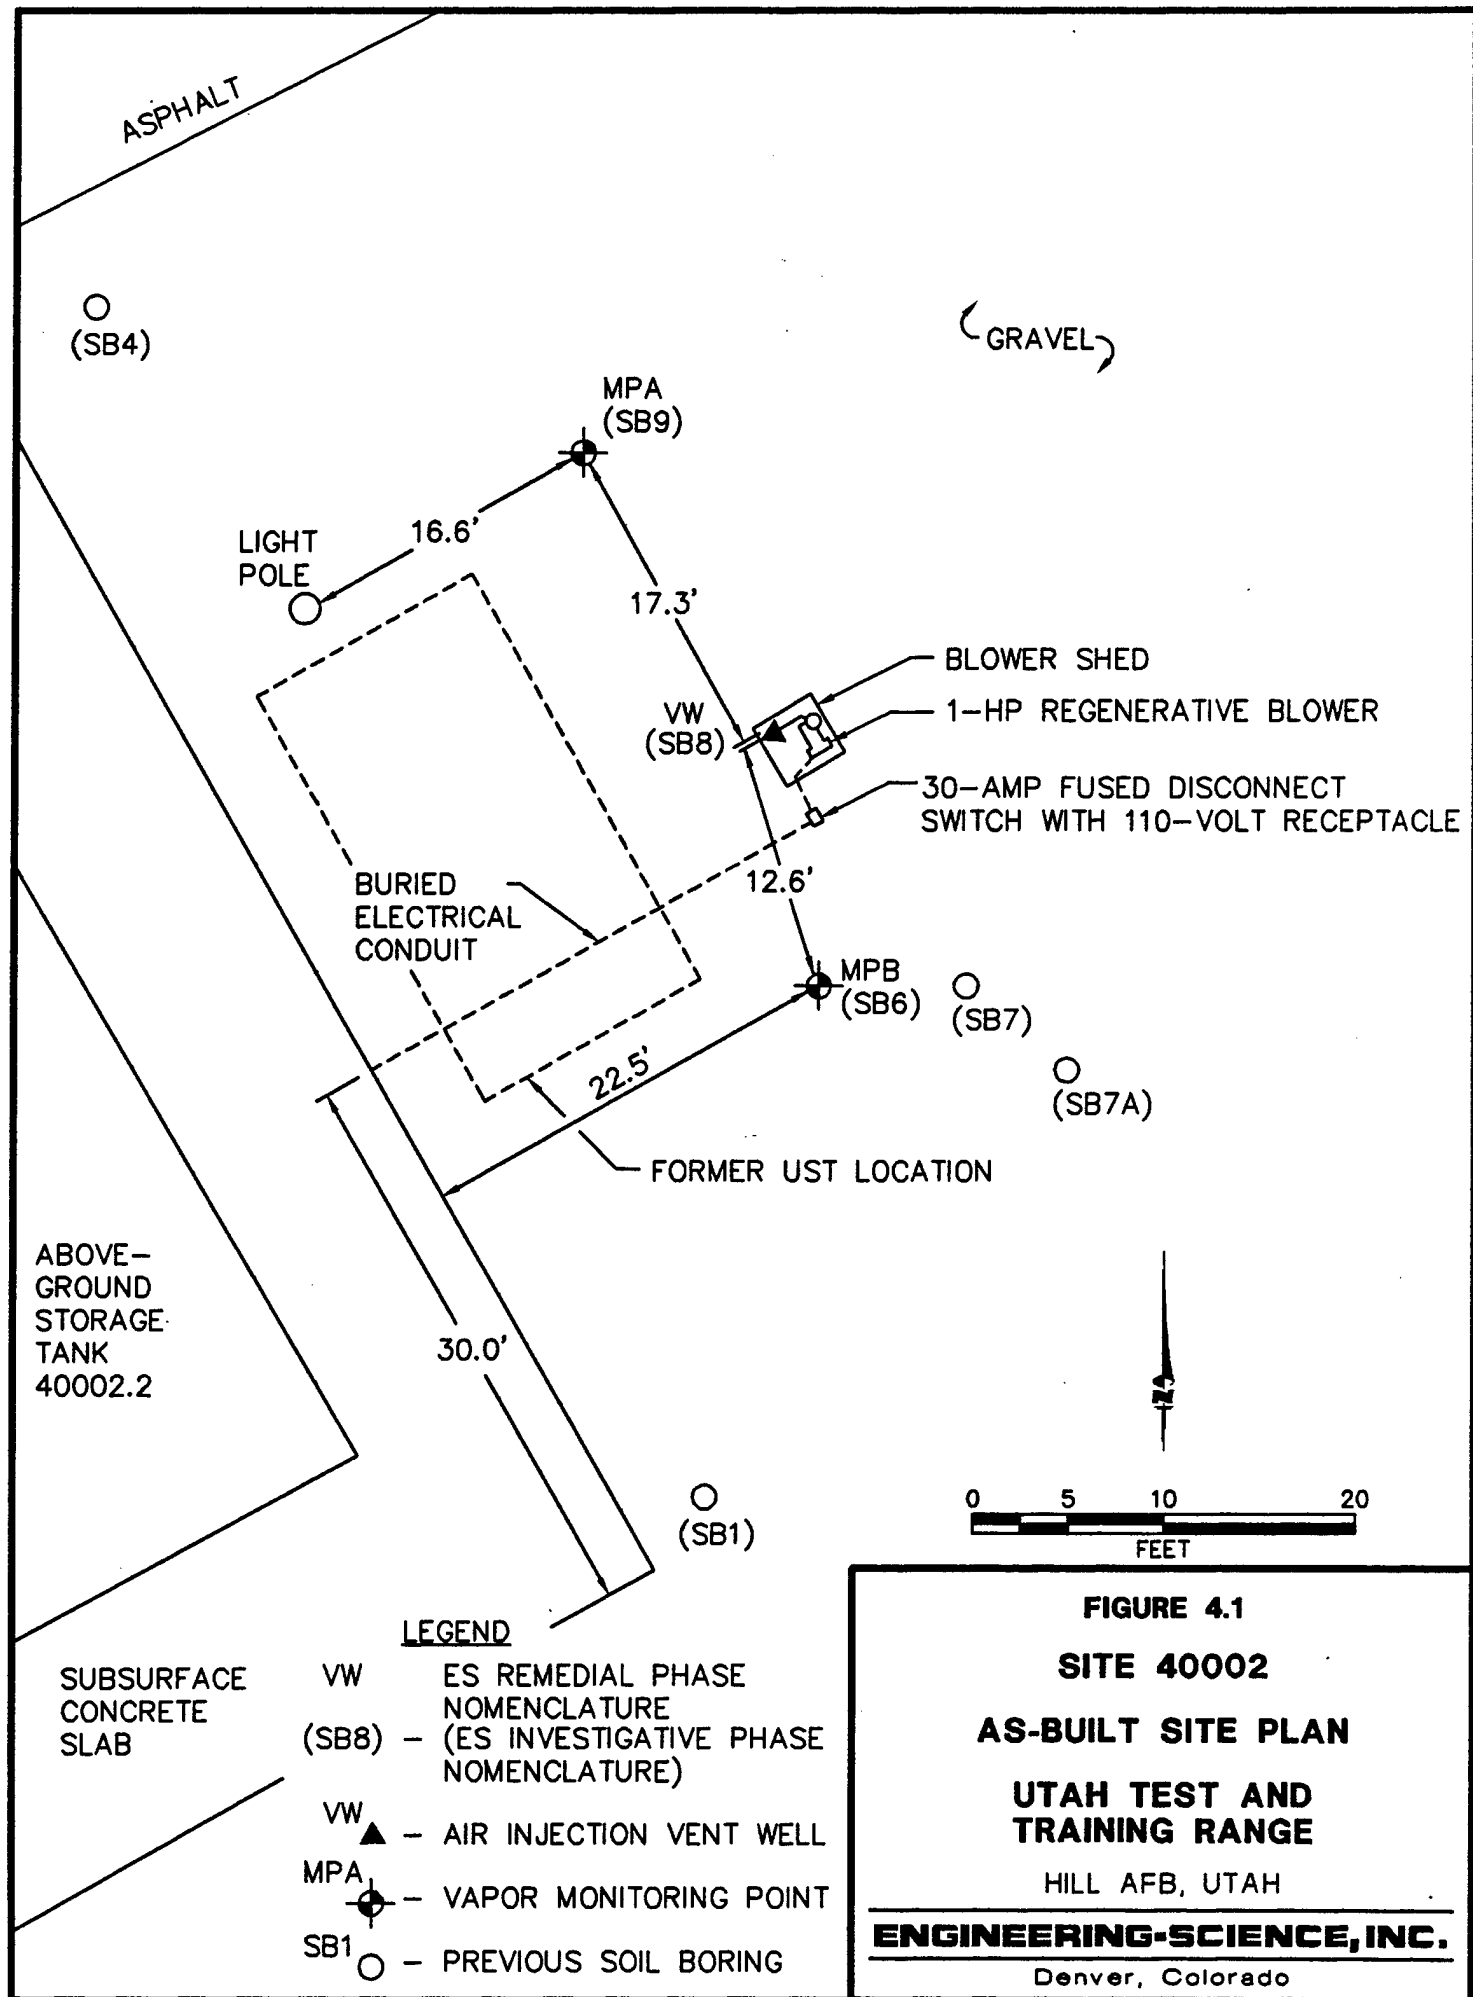 ASPHALT
(SB4)
GRAVEL
MPA
(SB9)
16.6'
LIGHT
POLE
17.3'
BLOWER SHED
VW
(SB8)
1-HP REGENERATIVE BLOWER
30-AMP FUSED DISCONNECT
SWITCH WITH 110-VOLT RECEPTACLE
12.6'
BURIED
ELECTRICAL
CONDUIT
MPB
(SB6)
(SB7)
22.5'
(SB7A)
FORMER UST LOCATION
ABOVE-
GROUND
STORAGE
TANK
40002.2
30.0'
N
(SB1)
0 5 10 20
FEET
SUBSURFACE
CONCRETE
SLAB
LEGEND
VW ES REMEDIAL PHASE
NOMENCLATURE
(SB8) - (ES INVESTIGATIVE PHASE
NOMENCLATURE)
VW
- AIR INJECTION VENT WELL
MPA
- VAPOR MONITORING POINT
SB1
- PREVIOUS SOIL BORING
FIGURE 4.1
SITE 40002
AS-BUILT SITE PLAN
UTAH TEST AND
TRAINING RANGE
HILL AFB, UTAH
ENGINEERING-SCIENCE, INC.
Denver, Colorado